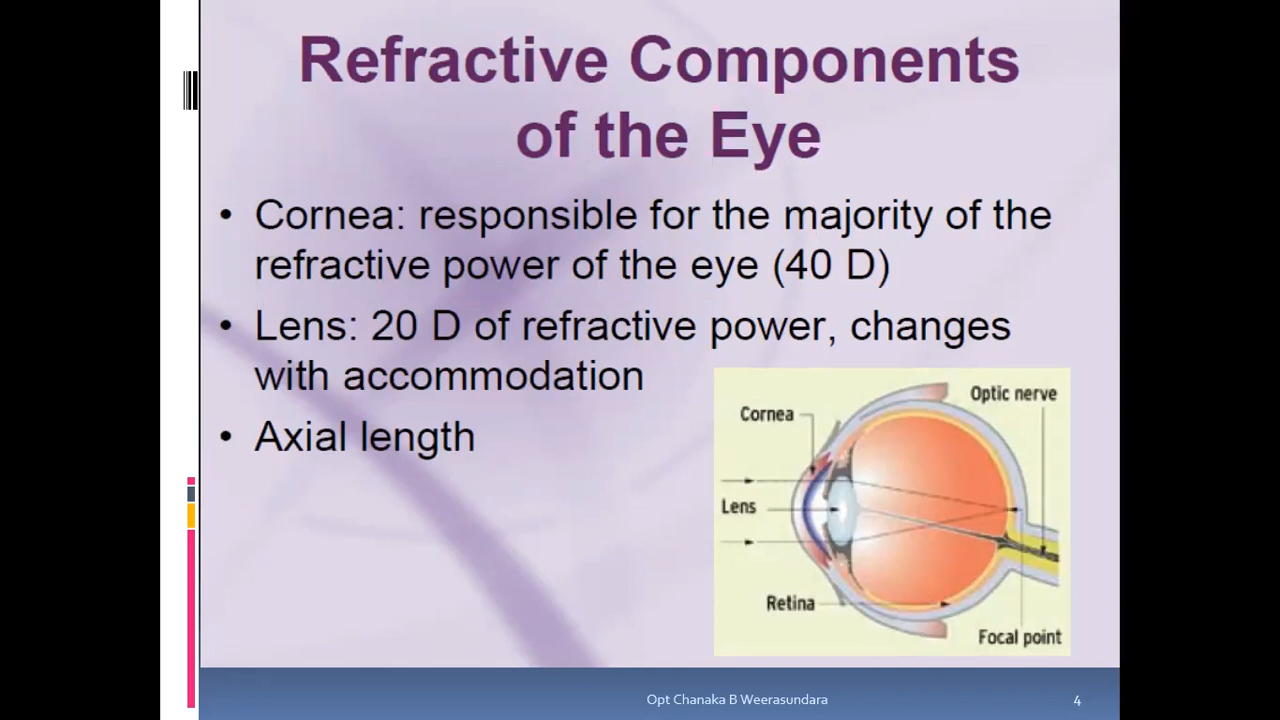 Refractive Components
of the Eye
• Cornea: responsible for the majority of the
refractive power of the eye (40 D)
• Lens: 20 D of refractive power, changes
with accommodation
• Axial length
Optic nerve
Cornea
Lens
Retina
Focal point
Opt Chanaka B Weerasundara
4